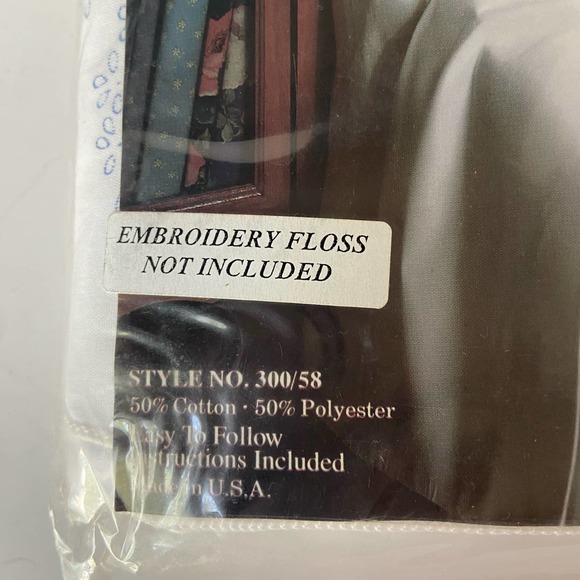 EMBROIDERY FLOSS
NOT INCLUDED
STYLE NO. 300/58
50% Cotton · 50% Polyester
Easy To Follow
Instructions Included
Made in U.S.A.